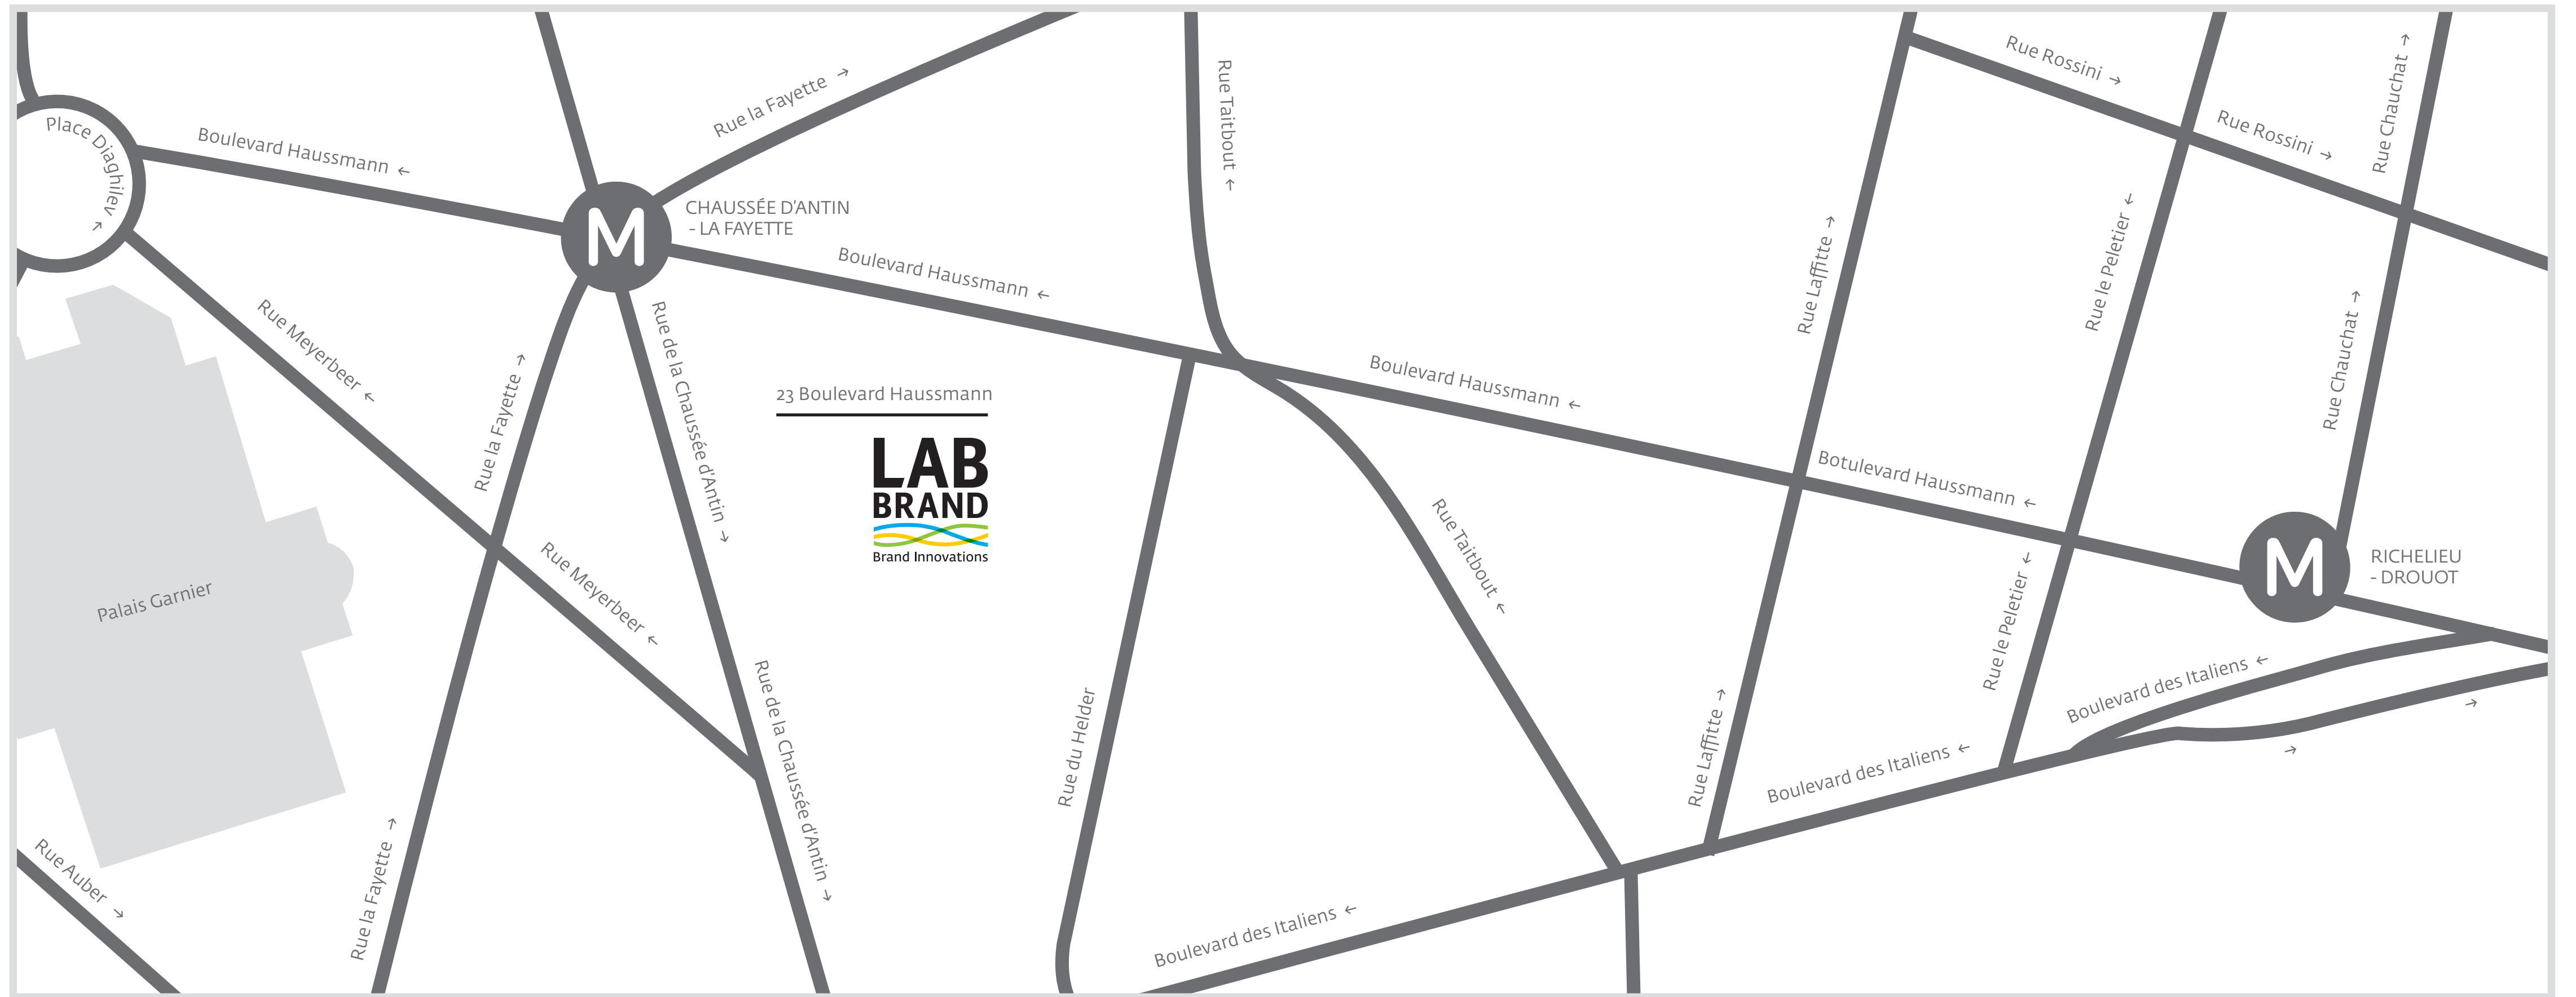 Rue Rossini →
Rue Chauchat →
Rue la Fayette →
Rue Taitbout ←
Place Diaghilev →
Boulevard Haussmann ←
Rue Rossini →
CHAUSSÉE D'ANTIN
- LA FAYETTE
Rue Laffitte →
Rue le Peletier ←
Boulevard Haussmann ←
M
Rue Meyerbeer ←
Rue de la Chaussée d'Antin →
Rue la Fayette →
Rue Chauchat →
Boulevard Haussmann ←
23 Boulevard Haussmann
LAB
BRAND
Brand Innovations
Botulevard Haussmann ←
Rue Taitbout ←
M
RICHELIEU
- DROUOT
Rue Meyerbeer ←
Palais Garnier
Rue le Peletier ←
Rue de la Chaussée d'Antin →
Rue du Helder
Rue Laffitte →
Boulevard des Italiens ←
→
→
Boulevard des Italiens ←
Rue Auber →
Rue la Fayette →
Boulevard des Italiens ←